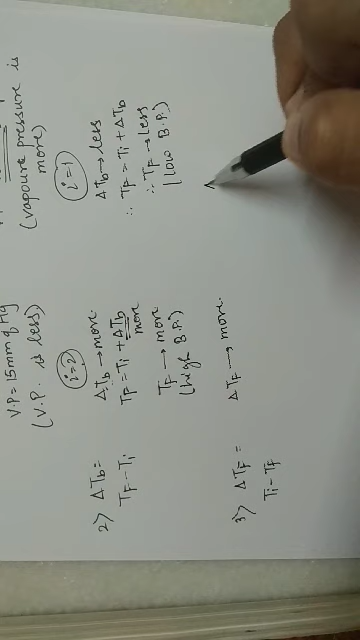 V.P = 15mm of Hg
(V.P. is less)
(vapoure pressure is
more)
i=2
i=1
2) ΔTb =
TF - Ti
ΔTb → more
TF = Ti + ΔTb
more
TF → more
(high B.P.)
ΔTb → less
∴ TF = Ti + ΔTb
∴ TF → less
(low B.P.)
3) ΔTF =
Ti - TF
ΔTF → more.